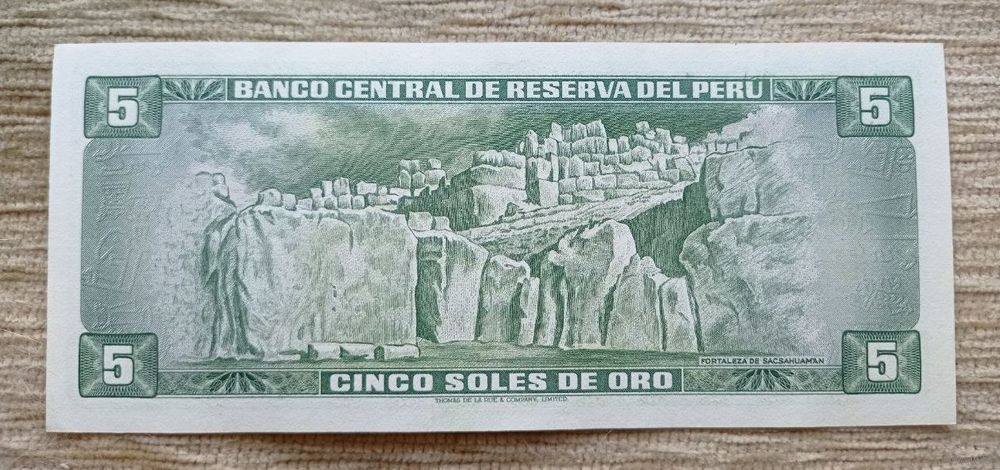 5 BANCO CENTRAL DE RESERVA DEL PERU 5
FORTALEZA DE SACSAHUAMAN
5 CINCO SOLES DE ORO 5
THOMAS DE LA RUE & COMPANY, LIMITED.